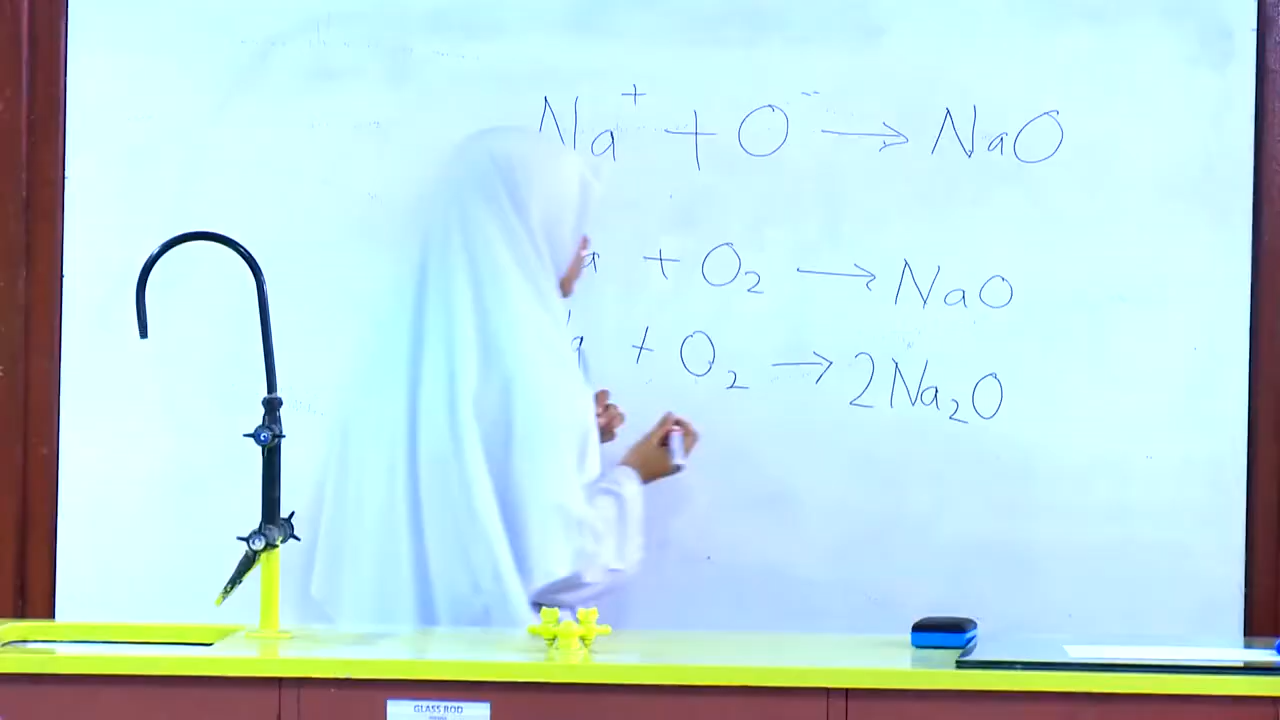 Na⁺ + O⁻⁻ → NaO
a + O₂ → NaO
a + O₂ → 2Na₂O
GLASS ROD